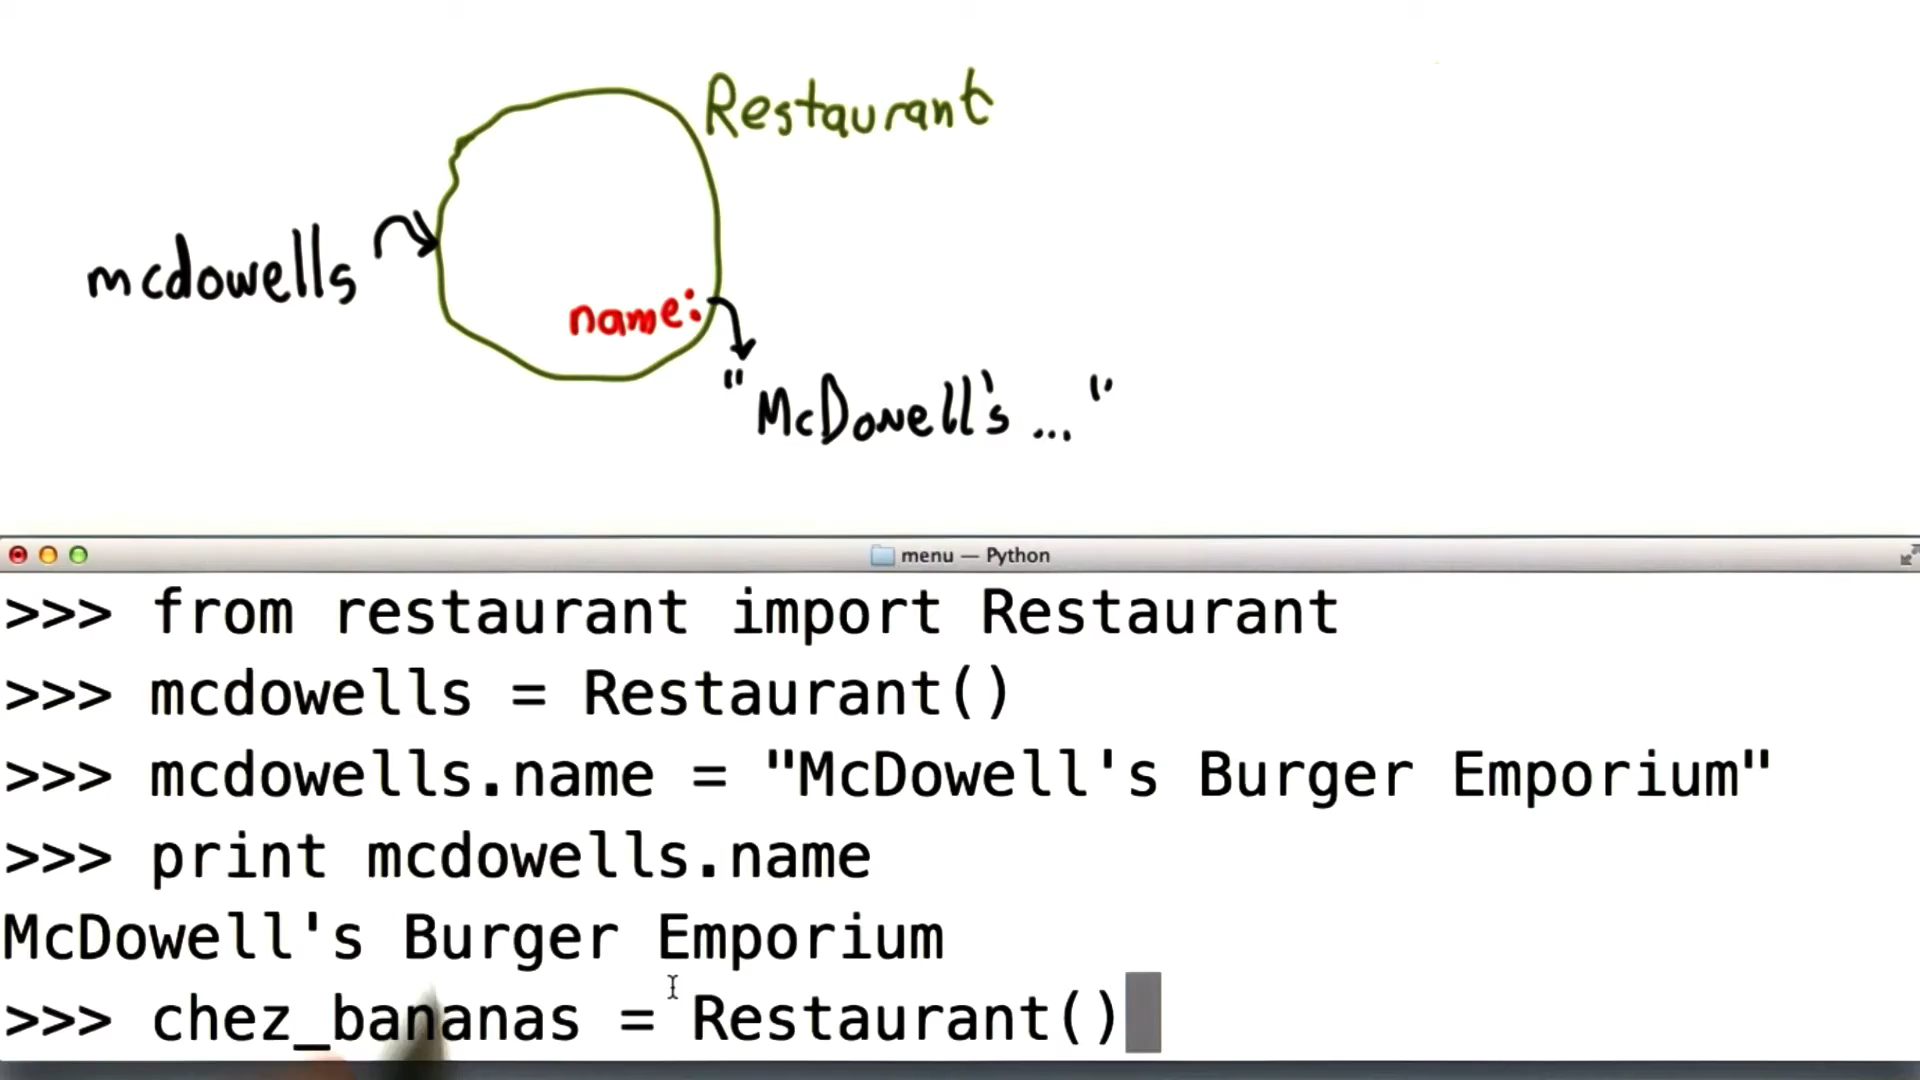 Restaurant
mcdowells
name:
"McDowell's ..."
menu — Python
>>> from restaurant import Restaurant
>>> mcdowells = Restaurant()
>>> mcdowells.name = "McDowell's Burger Emporium"
>>> print mcdowells.name
McDowell's Burger Emporium
>>> chez_bananas = Restaurant()